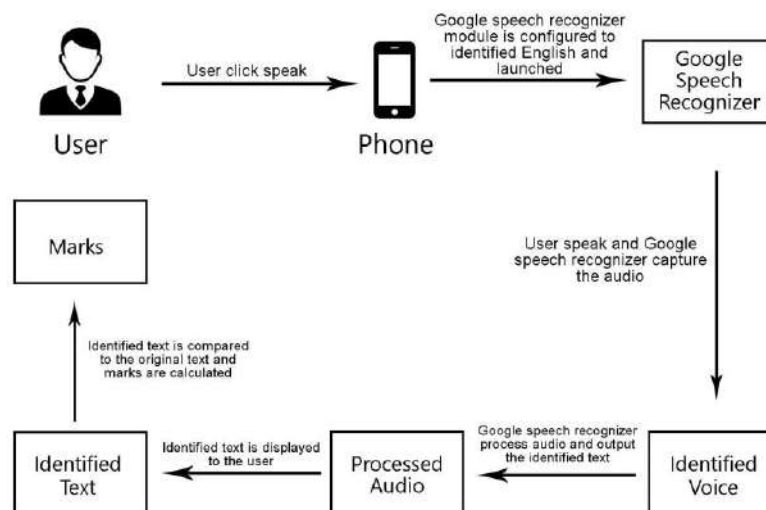 User click speak
Google speech recognizer
module is configured to
identified English and
launched
Google
Speech
Recognizer
User
Phone
Marks
User speak and Google
speech recognizer capture
the audio
Identified text is compared
to the original text and
marks are calculated
Identified
Text
Identified text is displayed
to the user
Processed
Audio
Google speech recognizer
process audio and output
the identified text
Identified
Voice